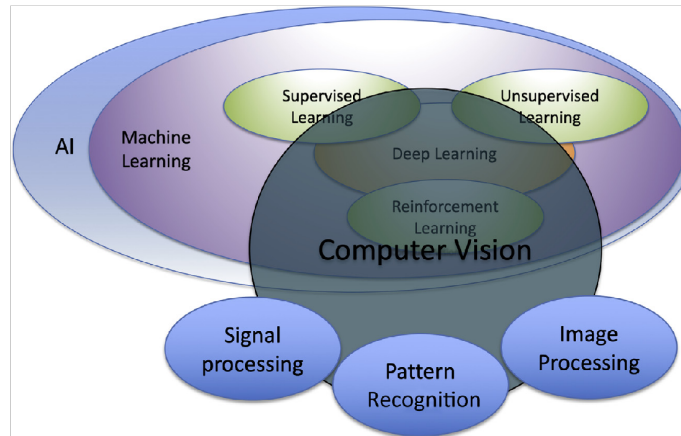 Supervised
Learning
Unsupervised
Learning
AI
Machine
Learning
Deep Learning
Reinforcement
Learning
Computer Vision
Signal
processing
Pattern
Recognition
Image
Processing